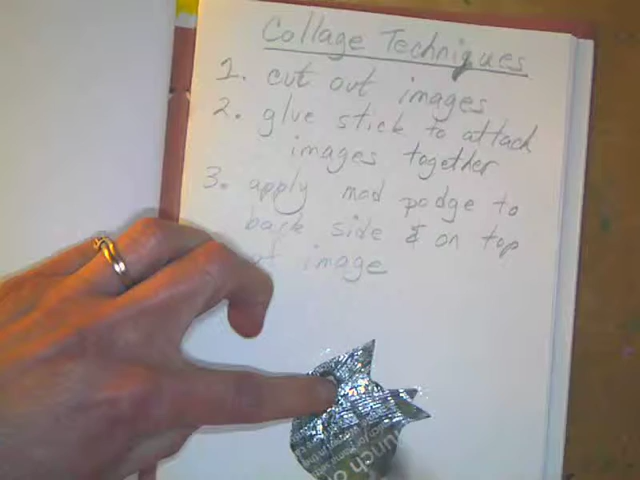 Collage Techniques
1. cut out images
2. glue stick to attach
images together
3. apply mod podge to
back side & on top
of image
unch o